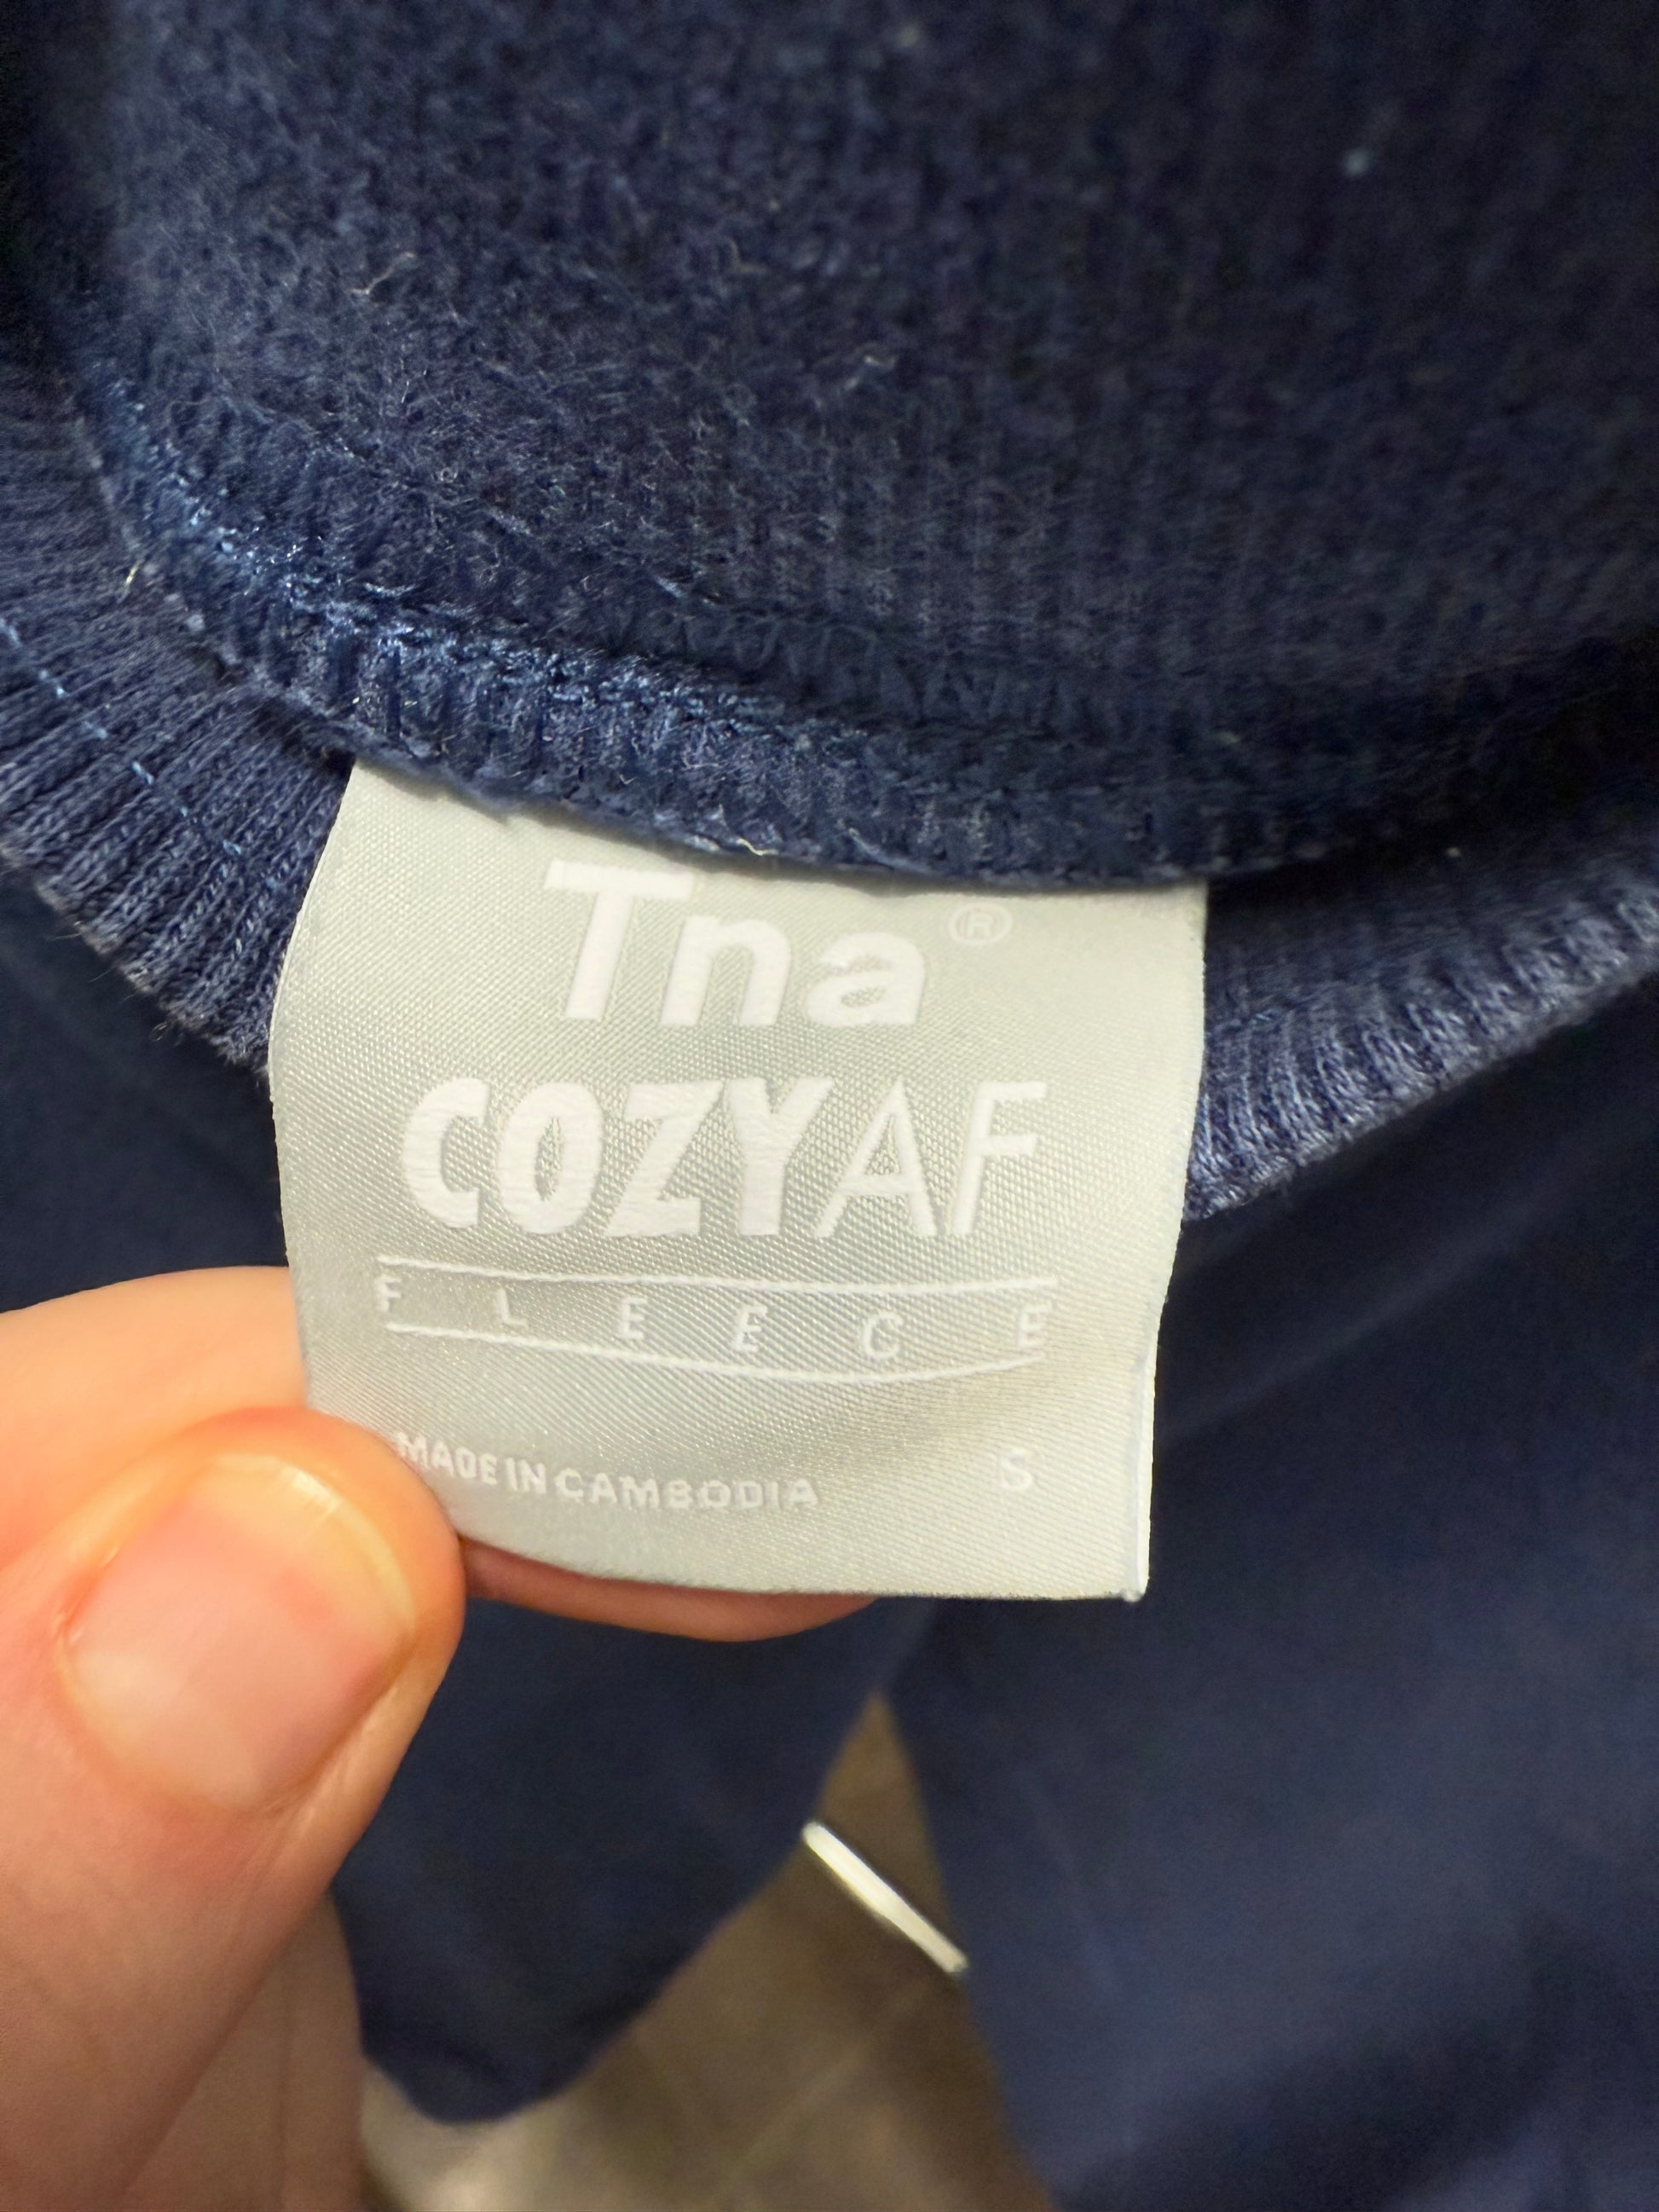 Tna®
COZYAF
FLEECE
MADE IN CAMBODIA S